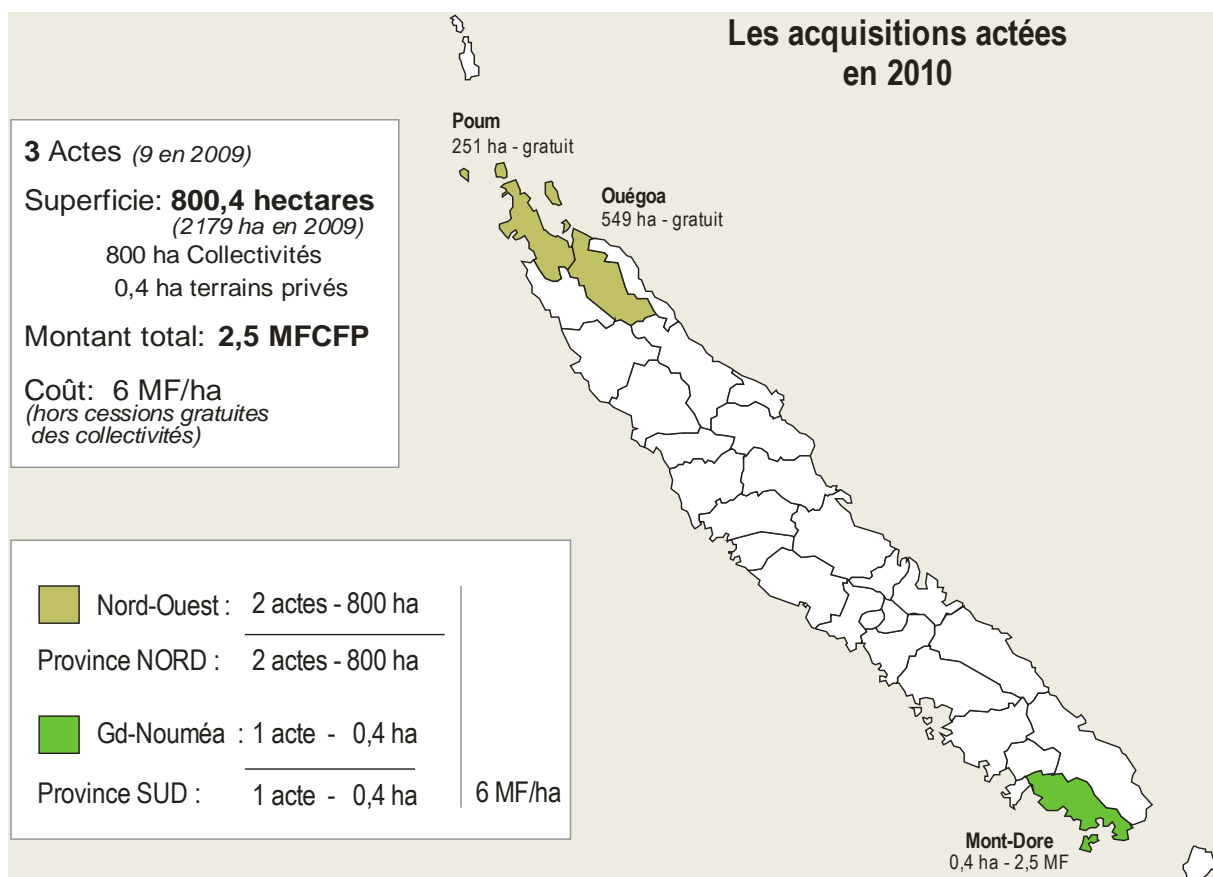 Les acquisitions actées
en 2010
Poum
251 ha - gratuit
Ouégoa
549 ha - gratuit
3 Actes (9 en 2009)
Superficie: 800,4 hectares
(2179 ha en 2009)
800 ha Collectivités
0,4 ha terrains privés
Montant total: 2,5 MFCFP
Coût: 6 MF/ha
(hors cessions gratuites
des collectivités)
Nord-Ouest : 2 actes - 800 ha
Province NORD : 2 actes - 800 ha
Gd-Nouméa : 1 acte - 0,4 ha
Province SUD : 1 acte - 0,4 ha 6 MF/ha
Mont-Dore
0,4 ha - 2,5 MF